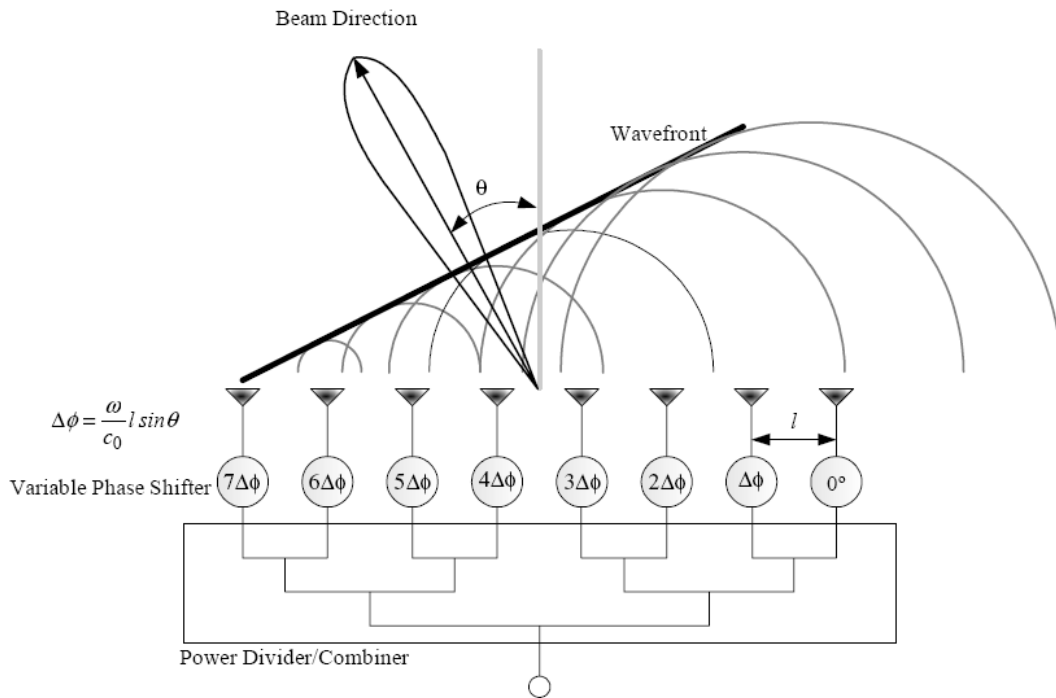 Beam Direction
Wavefront
θ
Δϕ = ω/c₀ l sin θ
l
Variable Phase Shifter
7Δϕ 6Δϕ 5Δϕ 4Δϕ 3Δϕ 2Δϕ Δϕ 0°
Power Divider/Combiner